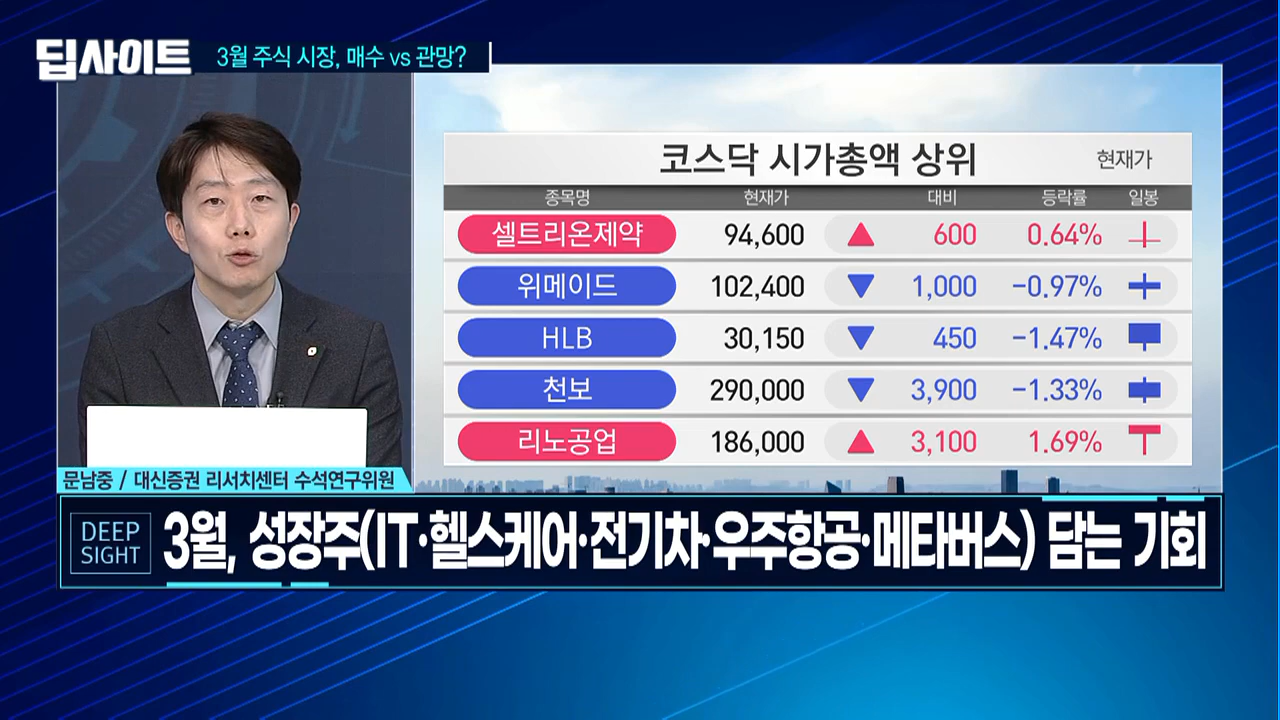 딥사이트
3월 주식 시장, 매수 vs 관망?
코스닥 시가총액 상위 현재가
종목명 현재가 대비 등락률 일봉
셀트리온제약 94,600 ▲ 600 0.64%
위메이드 102,400 ▼ 1,000 -0.97%
HLB 30,150 ▼ 450 -1.47%
천보 290,000 ▼ 3,900 -1.33%
리노공업 186,000 ▲ 3,100 1.69%
문남중 / 대신증권 리서치센터 수석연구위원
DEEP
SIGHT
3월, 성장주(IT·헬스케어·전기차·우주항공·메타버스) 담는 기회